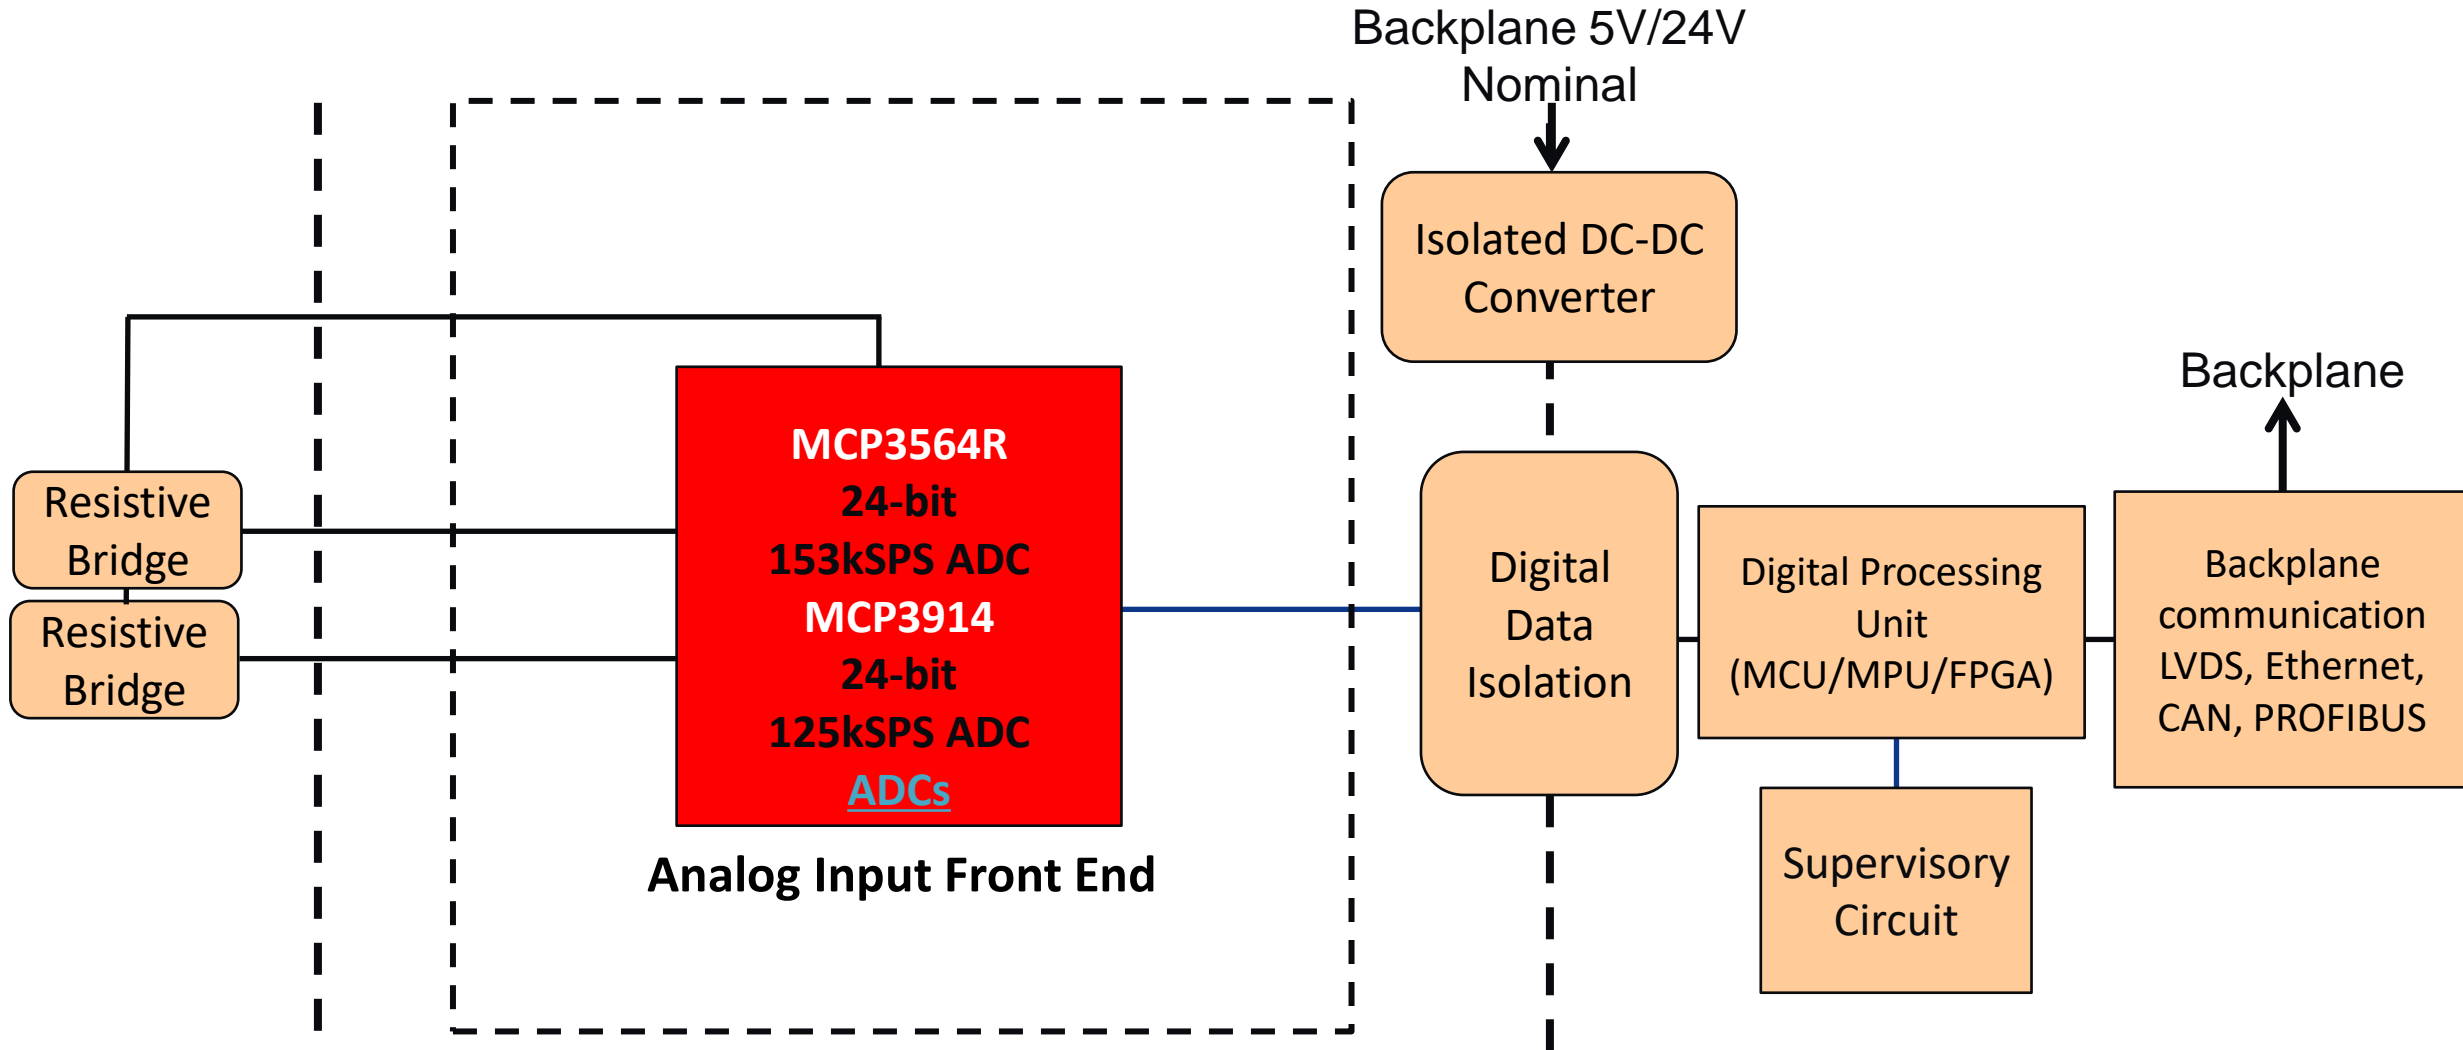 Backplane 5V/24V
Nominal
Isolated DC-DC
Converter
Backplane
Resistive
Bridge
Resistive
Bridge
MCP3564R
24-bit
153kSPS ADC
MCP3914
24-bit
125kSPS ADC
ADCs
Analog Input Front End
Digital
Data
Isolation
Digital Processing
Unit
(MCU/MPU/FPGA)
Backplane
communication
LVDS, Ethernet,
CAN, PROFIBUS
Supervisory
Circuit